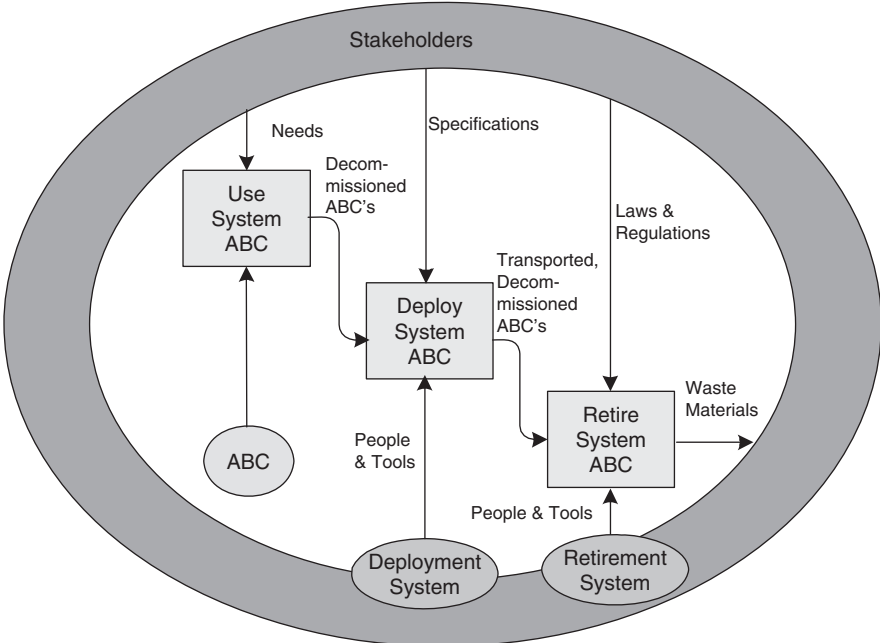 Stakeholders
Needs
Specifications
Decom-
missioned
ABC's
Use
System
ABC
Laws &
Regulations
Transported,
Decom-
missioned
ABC's
Deploy
System
ABC
Waste
Materials
Retire
System
ABC
People
& Tools
ABC
People & Tools
Deployment
System
Retirement
System